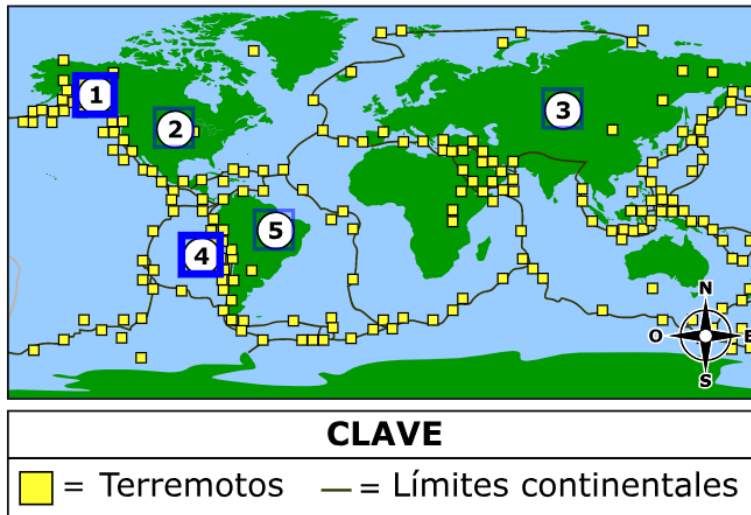 1
2
3
4
5
N
O
E
S
CLAVE
= Terremotos
= Límites continentales